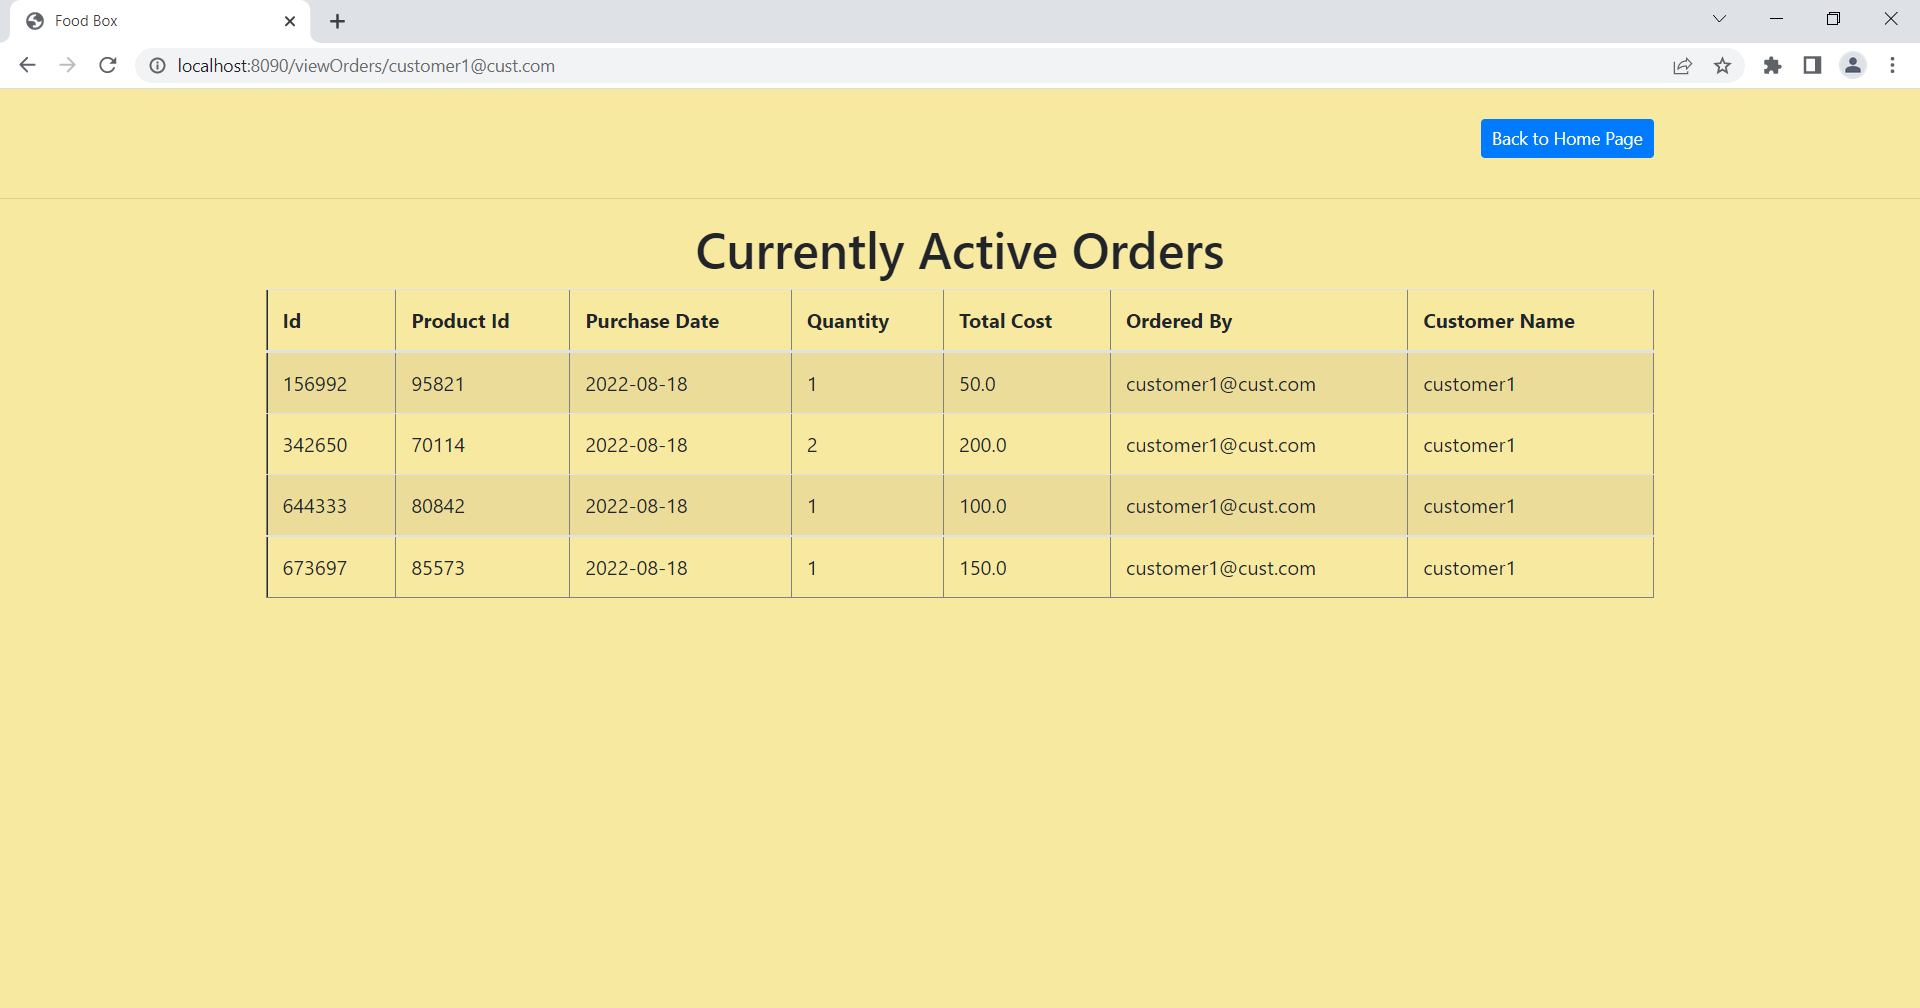 Food Box
localhost:8090/viewOrders/customer1@cust.com
Back to Home Page
Currently Active Orders
Id Product Id Purchase Date Quantity Total Cost Ordered By Customer Name
156992 95821 2022-08-18 1 50.0 customer1@cust.com customer1
342650 70114 2022-08-18 2 200.0 customer1@cust.com customer1
644333 80842 2022-08-18 1 100.0 customer1@cust.com customer1
673697 85573 2022-08-18 1 150.0 customer1@cust.com customer1